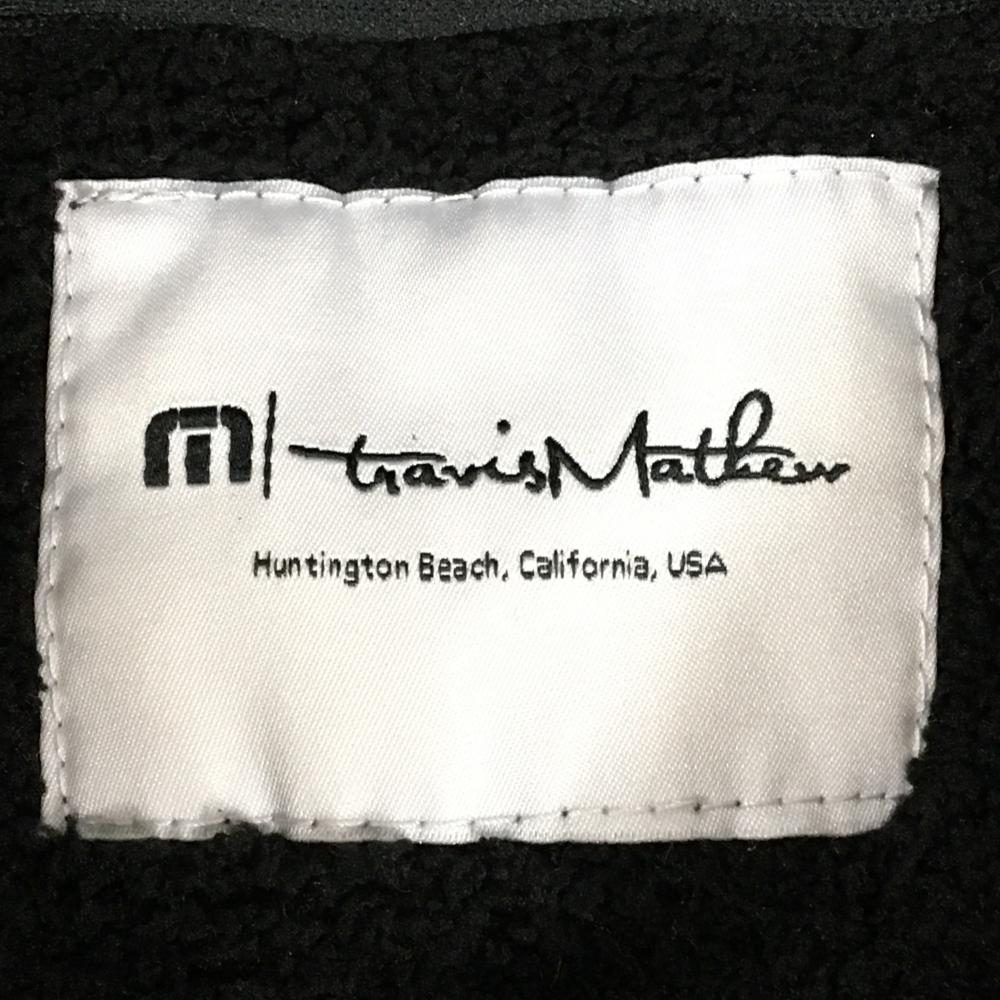 travisMathew
Huntington Beach, California, USA